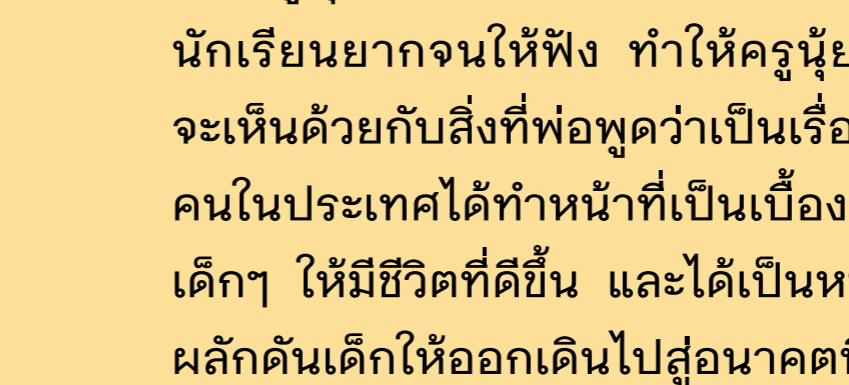 นักเรียนยากจนให้ฟัง ทำให้ครูนุ้ย
จะเห็นด้วยกับสิ่งที่พ่อพูดว่าเป็นเรื่อ
คนในประเทศได้ทำหน้าที่เป็นเบื้อง
เด็กๆ ให้มีชีวิตที่ดีขึ้น และได้เป็นห
ผลักดันเด็กให้ออกเดินไปสู่อนาคต